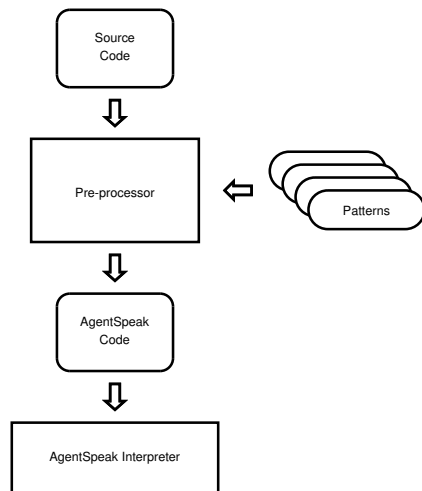 Source
Code
Pre-processor
Patterns
AgentSpeak
Code
AgentSpeak Interpreter